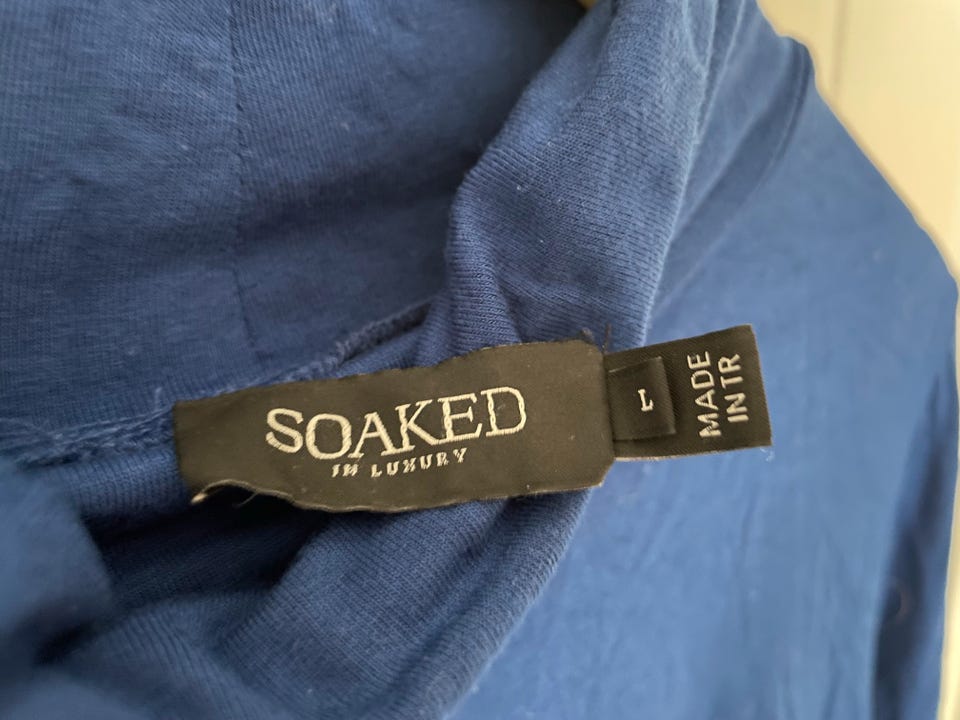 SOAKED
IN LUXURY
L
MADE
IN TR